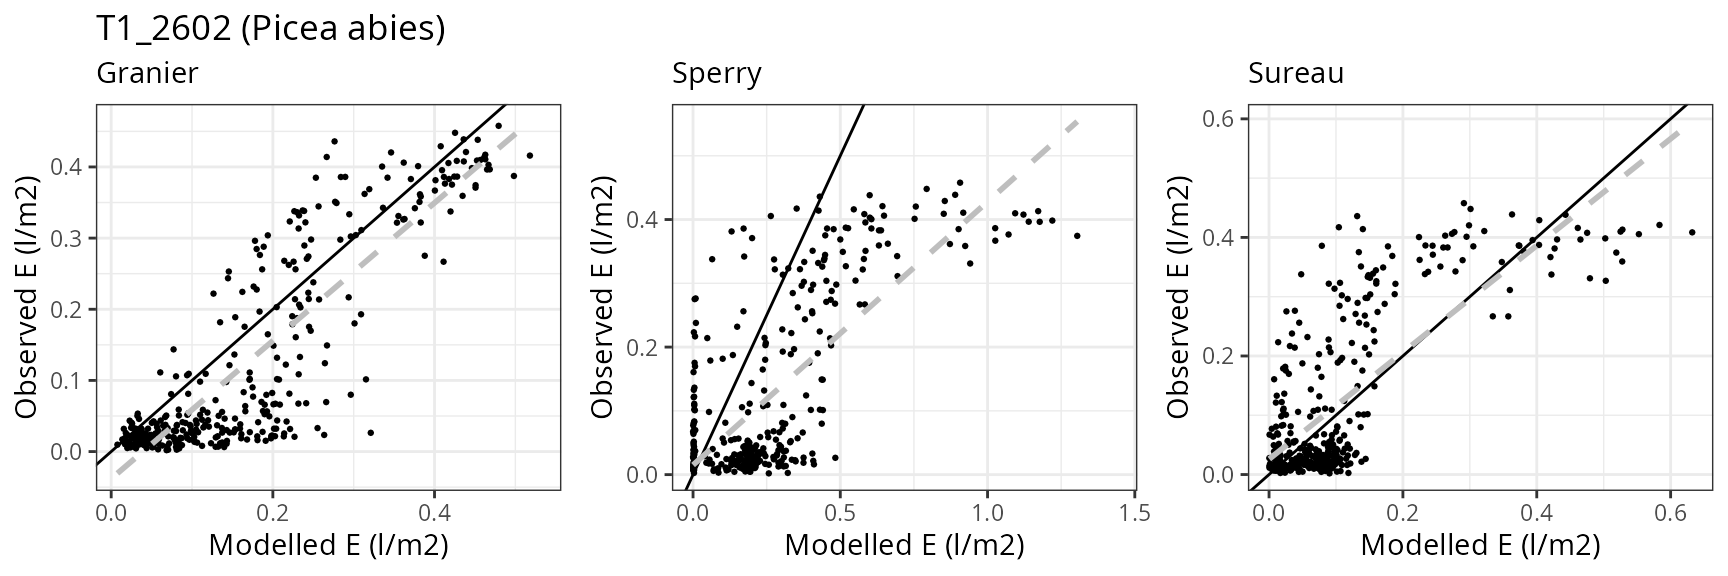 T1_2602 (Picea abies)
Granier
Observed E (l/m2)
0.4
0.3
0.2
0.1
0.0
0.0 0.2 0.4
Modelled E (l/m2)
Sperry
Observed E (l/m2)
0.4
0.2
0.0
0.0 0.5 1.0 1.5
Modelled E (l/m2)
Sureau
Observed E (l/m2)
0.6
0.4
0.2
0.0
0.0 0.2 0.4 0.6
Modelled E (l/m2)